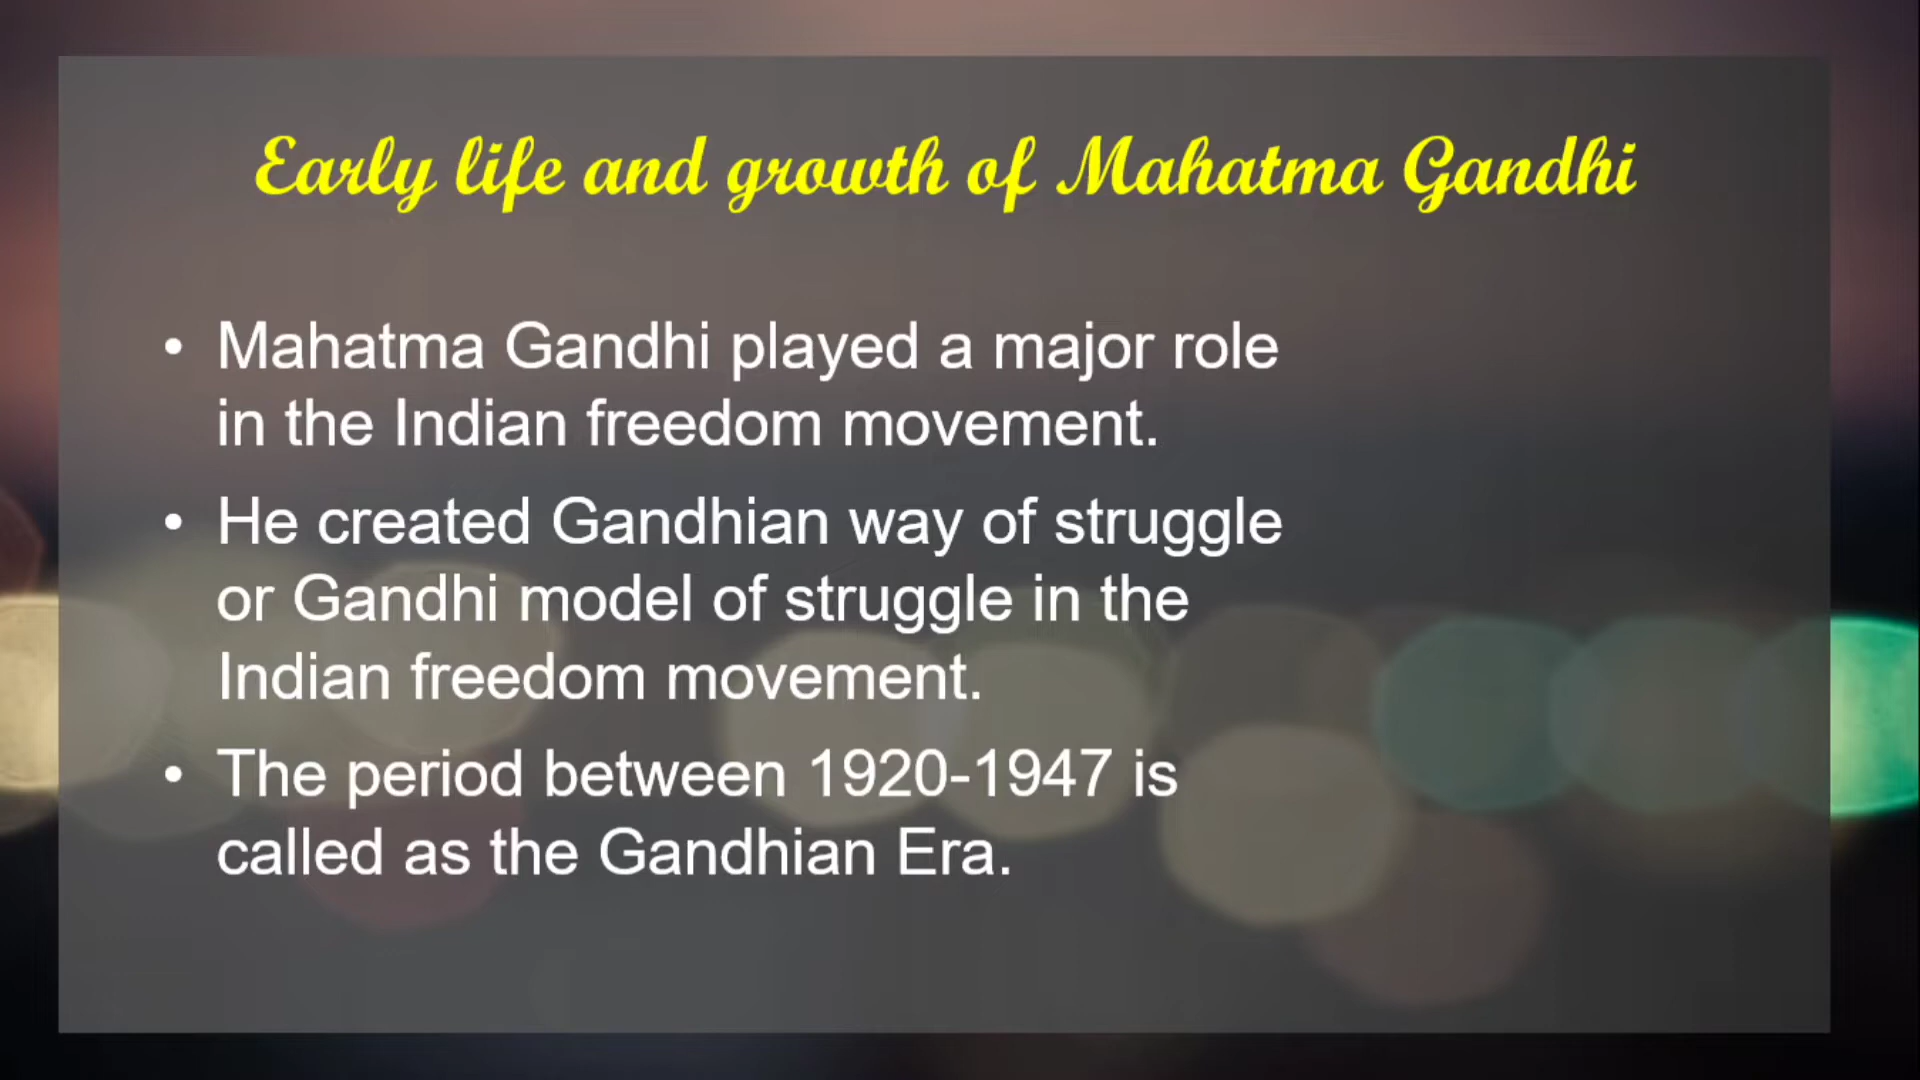 Early life and growth of Mahatma Gandhi
• Mahatma Gandhi played a major role
in the Indian freedom movement.
• He created Gandhian way of struggle
or Gandhi model of struggle in the
Indian freedom movement.
• The period between 1920-1947 is
called as the Gandhian Era.